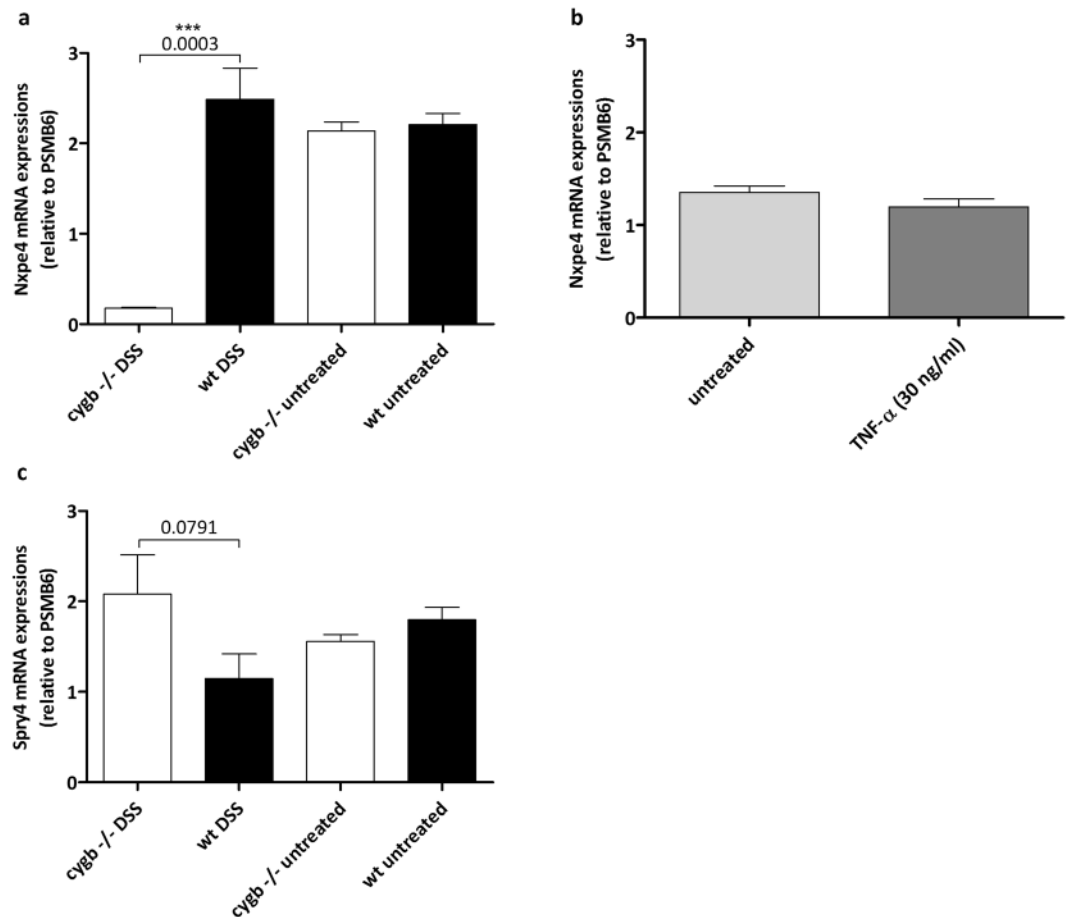 a
***
0.0003
3
2
1
0
Nxpe4 mRNA expressions
(relative to PSMB6)
cygb -/- DSS
wt DSS
cygb -/- untreated
wt untreated
b
3
2
1
0
Nxpe4 mRNA expressions
(relative to PSMB6)
untreated
TNF-α (30 ng/ml)
c
0.0791
3
2
1
0
Spry4 mRNA expressions
(relative to PSMB6)
cygb -/- DSS
wt DSS
cygb -/- untreated
wt untreated